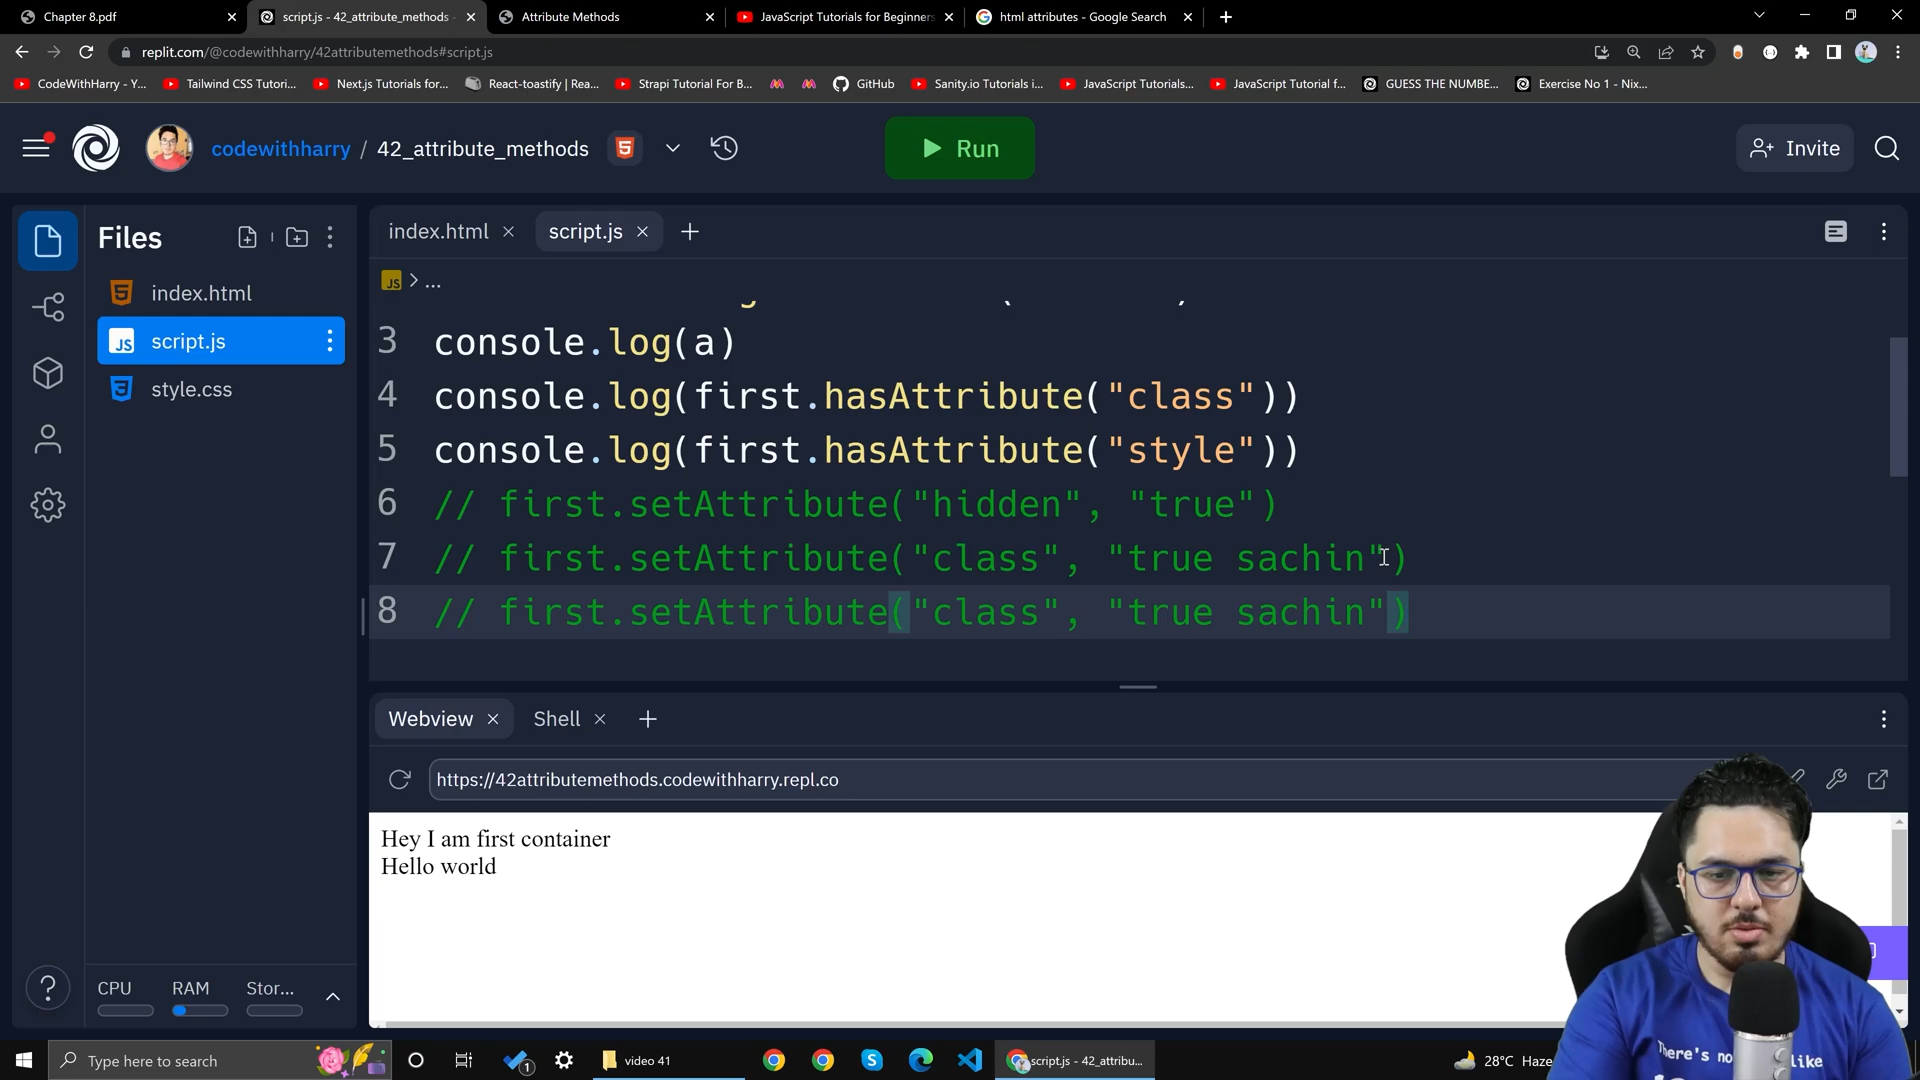 Chapter 8.pdf
script.js - 42_attribute_methods -
Attribute Methods
JavaScript Tutorials for Beginners
html attributes - Google Search
replit.com/@codewithharry/42attributemethods#script.js
CodeWithHarry - Y...
Tailwind CSS Tutori...
Next.js Tutorials for...
React-toastify | Rea...
Strapi Tutorial For B...
GitHub
Sanity.io Tutorials i...
JavaScript Tutorials...
JavaScript Tutorial f...
GUESS THE NUMBE...
Exercise No 1 - Nix...
codewithharry / 42_attribute_methods
Run
Invite
Files
index.html
script.js
style.css
index.html
script.js
JS > ...
3 console.log(a)
4 console.log(first.hasAttribute("class"))
5 console.log(first.hasAttribute("style"))
6 // first.setAttribute("hidden", "true")
7 // first.setAttribute("class", "true sachin")
8 // first.setAttribute("class", "true sachin")
Webview
Shell
https://42attributemethods.codewithharry.repl.co
Hey I am first container
Hello world
CPU
RAM
Stor...
There's no
like
Type here to search
1
video 41
script.js - 42_attribu...
28°C Haze